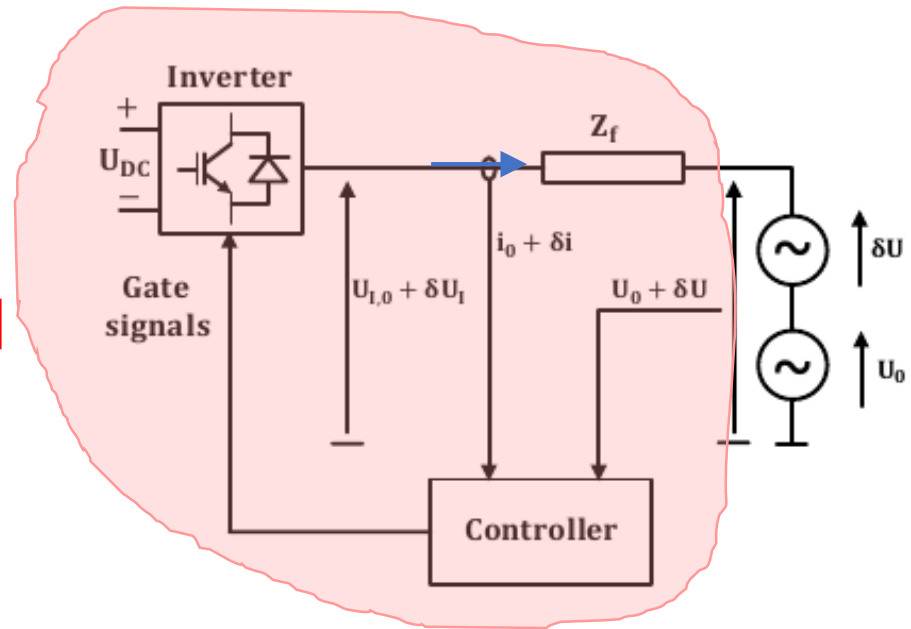 Inverter
+
U_DC
−
Z_f
i₀ + δi
δU
Gate
signals
U_I,0 + δU_I
U₀ + δU
U₀
Controller